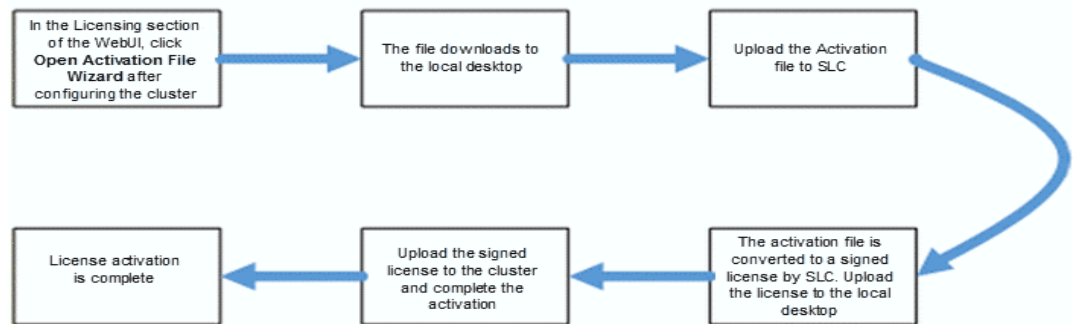 In the Licensing section
of the WebUI, click
Open Activation File
Wizard after
configuring the cluster
The file downloads to
the local desktop
Upload the Activation
file to SLC
The activation file is
converted to a signed
license by SLC. Upload
the license to the local
desktop
Upload the signed
license to the cluster
and complete the
activation
License activation
is complete